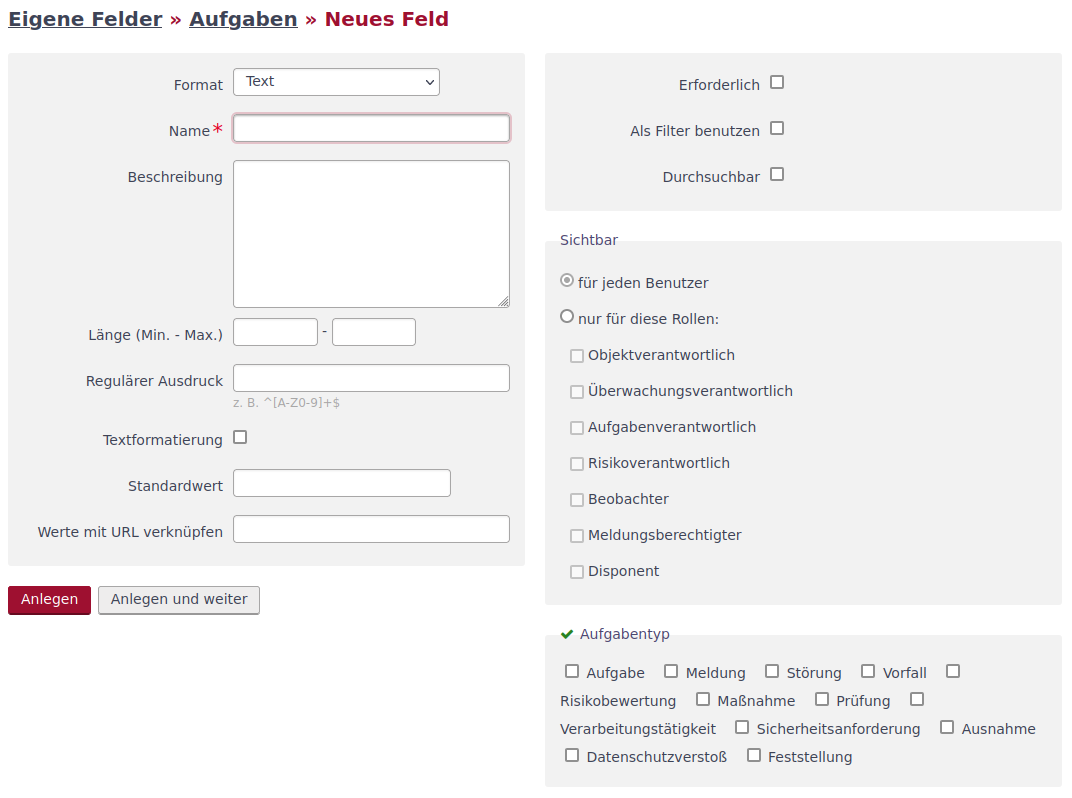 Eigene Felder » Aufgaben » Neues Feld
Format Text
Name*
Beschreibung
Länge (Min. - Max.) -
Regulärer Ausdruck
z. B. ^[A-Z0-9]+$
Textformatierung
Standardwert
Werte mit URL verknüpfen
Anlegen Anlegen und weiter
Erforderlich
Als Filter benutzen
Durchsuchbar
Sichtbar
für jeden Benutzer
nur für diese Rollen:
Objektverantwortlich
Überwachungsverantwortlich
Aufgabenverantwortlich
Risikoverantwortlich
Beobachter
Meldungsberechtigter
Disponent
Aufgabentyp
Aufgabe Meldung Störung Vorfall
Risikobewertung Maßnahme Prüfung
Verarbeitungstätigkeit Sicherheitsanforderung Ausnahme
Datenschutzverstoß Feststellung